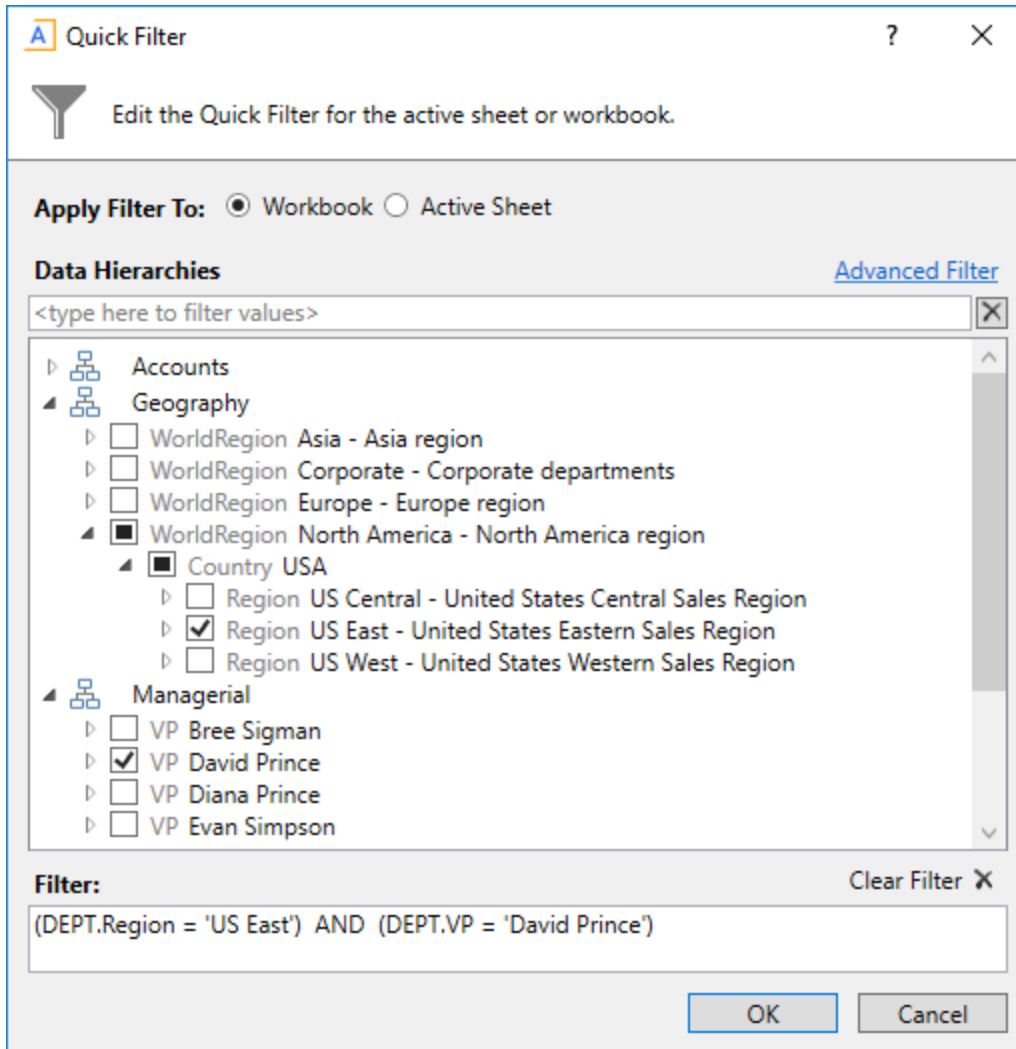 A Quick Filter ?
Edit the Quick Filter for the active sheet or workbook.
Apply Filter To: Workbook Active Sheet
Data Hierarchies Advanced Filter
<type here to filter values>
Accounts
Geography
WorldRegion Asia - Asia region
WorldRegion Corporate - Corporate departments
WorldRegion Europe - Europe region
WorldRegion North America - North America region
Country USA
Region US Central - United States Central Sales Region
Region US East - United States Eastern Sales Region
Region US West - United States Western Sales Region
Managerial
VP Bree Sigman
VP David Prince
VP Diana Prince
VP Evan Simpson
Filter: Clear Filter
(DEPT.Region = 'US East')  AND  (DEPT.VP = 'David Prince')
OK Cancel